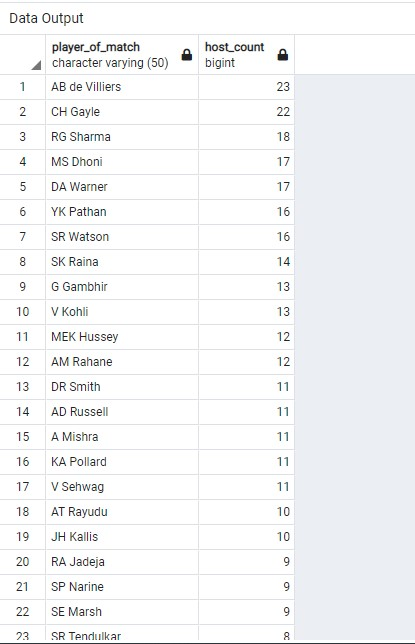 Data Output
player_of_match host_count
character varying (50) bigint
1 AB de Villiers 23
2 CH Gayle 22
3 RG Sharma 18
4 MS Dhoni 17
5 DA Warner 17
6 YK Pathan 16
7 SR Watson 16
8 SK Raina 14
9 G Gambhir 13
10 V Kohli 13
11 MEK Hussey 12
12 AM Rahane 12
13 DR Smith 11
14 AD Russell 11
15 A Mishra 11
16 KA Pollard 11
17 V Sehwag 11
18 AT Rayudu 10
19 JH Kallis 10
20 RA Jadeja 9
21 SP Narine 9
22 SE Marsh 9
23 SR Tendulkar 8